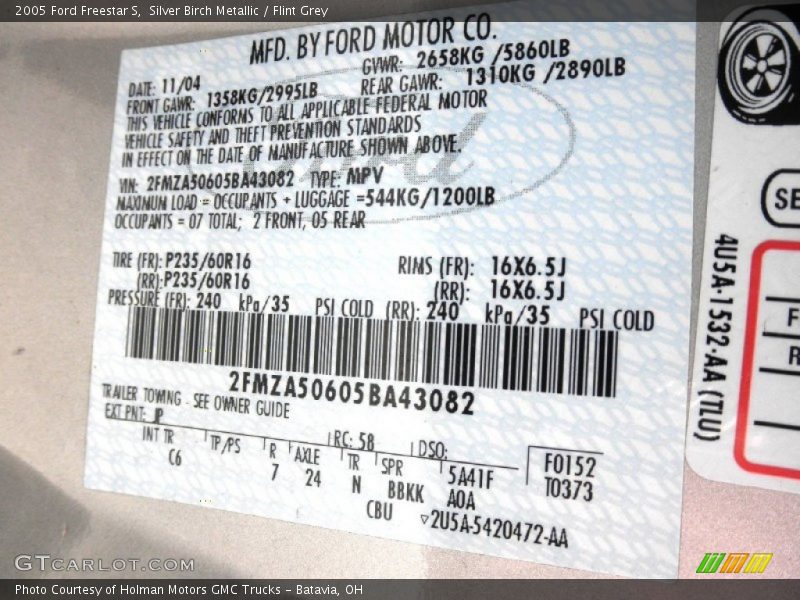 2005 Ford Freestar S, Silver Birch Metallic / Flint Grey
MFD. BY FORD MOTOR CO.
DATE: 11/04 GVWR: 2658KG /5860LB
FRONT GAWR: 1358KG/2995LB REAR GAWR: 1310KG /2890LB
THIS VEHICLE CONFORMS TO ALL APPLICABLE FEDERAL MOTOR
VEHICLE SAFETY AND THEFT PREVENTION STANDARDS
IN EFFECT ON THE DATE OF MANUFACTURE SHOWN ABOVE.
VIN: 2FMZA50605BA43082 TYPE: MPV
MAXIMUM LOAD = OCCUPANTS + LUGGAGE =544KG/1200LB
OCCUPANTS = 07 TOTAL; 2 FRONT, 05 REAR
TIRE (FR): P235/60R16 RIMS (FR): 16X6.5J
(RR): P235/60R16 (RR): 16X6.5J
PRESSURE (FR): 240 kPa/35 PSI COLD (RR): 240 kPa/35 PSI COLD
2FMZA50605BA43082
TRAILER TOWING - SEE OWNER GUIDE
EXT PNT: JP RC: 58 DSO: F0152
INT TR TP/PS R AXLE TR SPR 5A41F T0373
C6 7 24 N BBKK AOA
CBU ▽2U5A-5420472-AA
4U5A-1532-AA (TLU)
SE
F
R
GTCarLot.com
Photo Courtesy of Holman Motors GMC Trucks – Batavia, OH